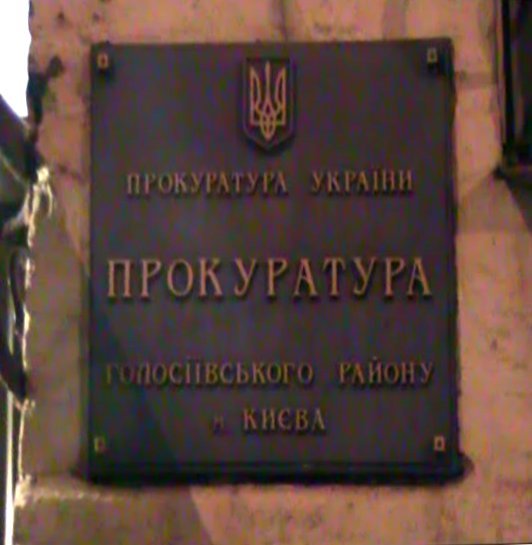 ПРОКУРАТУРА УКРАЇНИ
ПРОКУРАТУРА
ГОЛОСІЇВСЬКОГО РАЙОНУ
м. КИЄВА